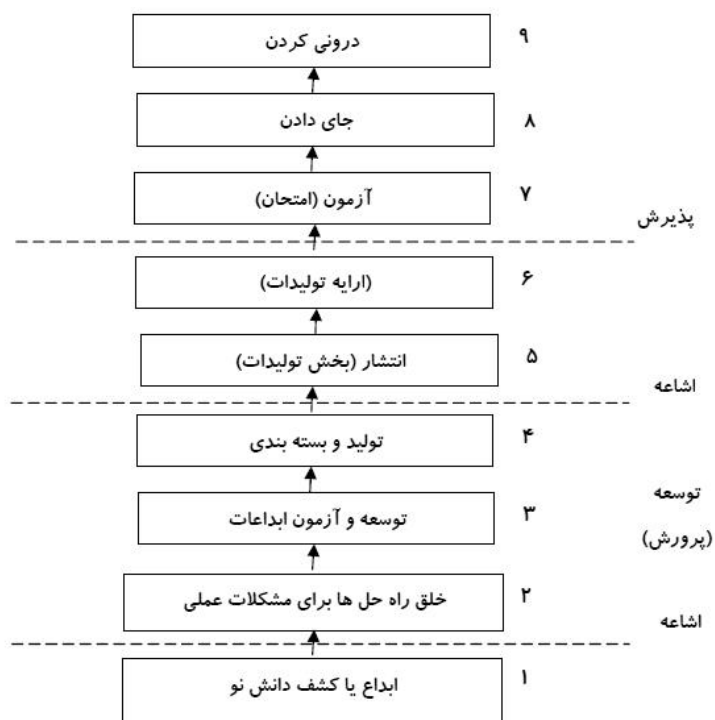 درونی کردن ۹
جای دادن ۸
آزمون (امتحان) ۷
پذیرش
(ارایه تولیدات) ۶
انتشار (بخش تولیدات) ۵
اشاعه
تولید و بسته بندی ۴
توسعه
توسعه و آزمون ابداعات ۳
(پرورش)
خلق راه حل ها برای مشکلات عملی ۲
اشاعه
ابداع یا کشف دانش نو ۱